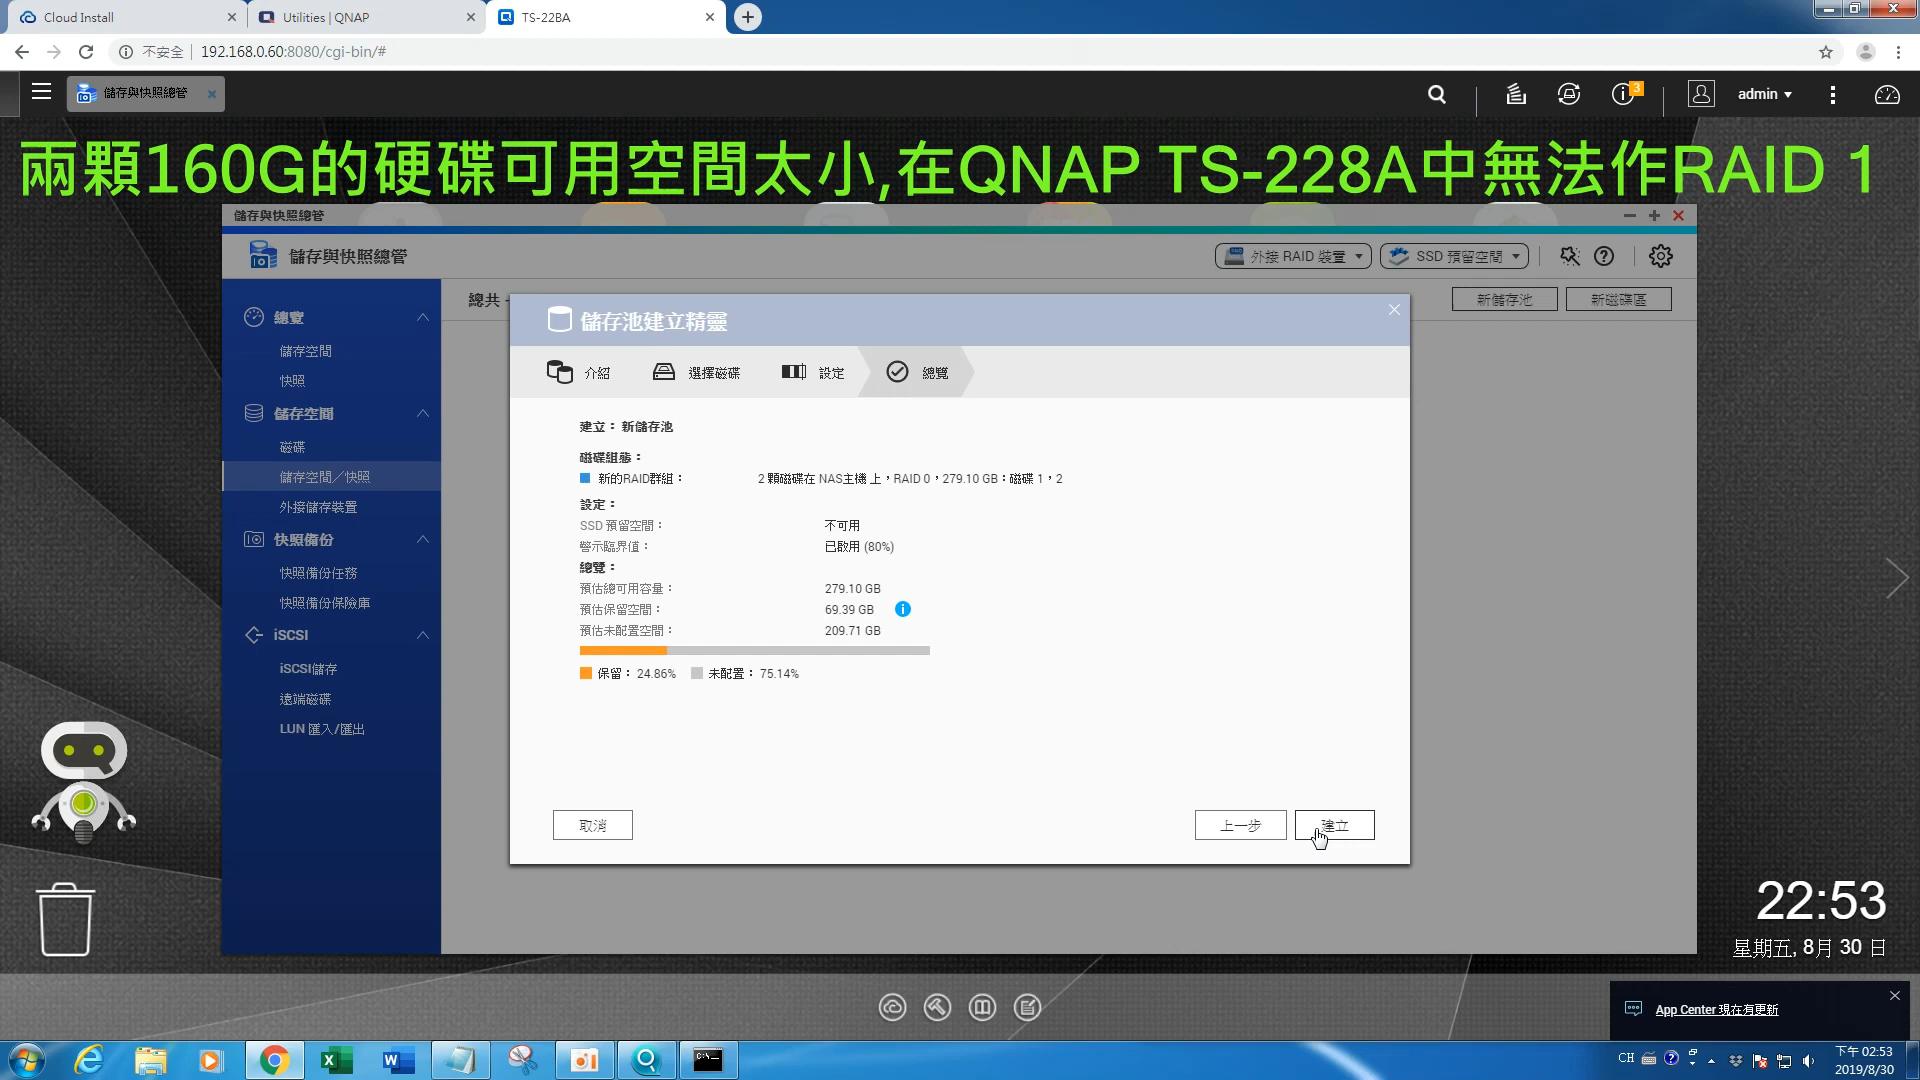 Cloud Install
Utilities | QNAP
TS-22BA
不安全
192.168.0.60:8080/cgi-bin/#
儲存與快照總管
3
admin
兩顆160G的硬碟可用空間太小,在QNAP TS-228A中無法作RAID 1
儲存與快照總管
儲存與快照總管
外接 RAID 裝置
SSD 預留空間
總覽
儲存空間
快照
儲存空間
磁碟
儲存空間／快照
外接儲存裝置
快照備份
快照備份任務
快照備份保險庫
iSCSI
iSCSI儲存
遠端磁碟
LUN 匯入/匯出
總共 -
新儲存池
新磁碟區
儲存池建立精靈
介紹
選擇磁碟
設定
總覽
建立： 新儲存池
磁碟組態：
新的RAID群組： 2 顆磁碟在 NAS主機 上，RAID 0，279.10 GB：磁碟 1，2
設定：
SSD 預留空間： 不可用
警示臨界值： 已啟用 (80%)
總覽：
預估總可用容量： 279.10 GB
預估保留空間： 69.39 GB
預估未配置空間： 209.71 GB
保留： 24.86% 未配置： 75.14%
取消
上一步
建立
22:53
星期五, 8月 30 日
App Center 現在有更新
CH
下午 02:53
2019/8/30